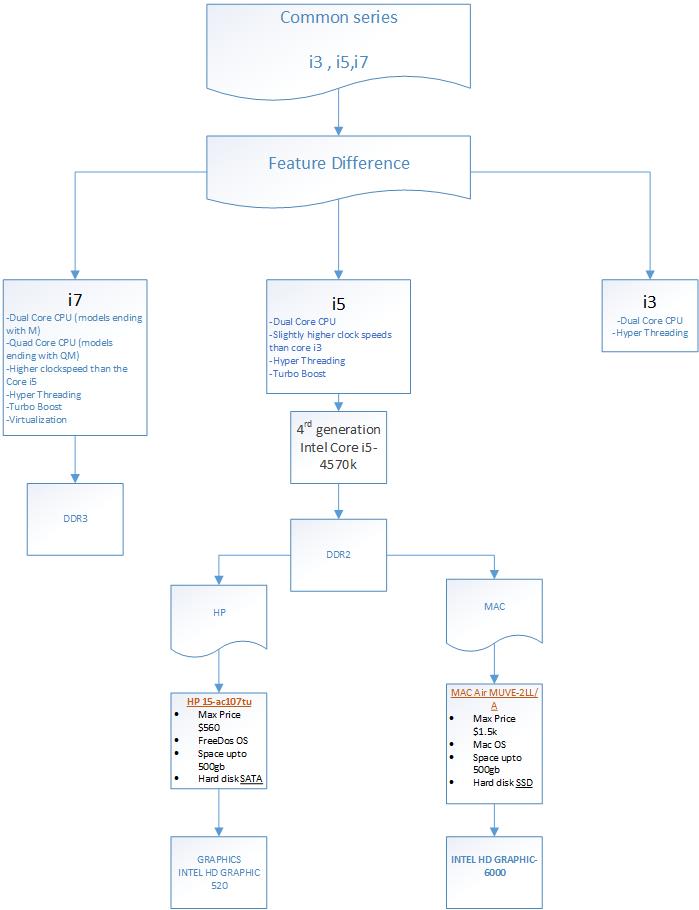 Common series
i3 , i5,i7
Feature Difference
i7
-Dual Core CPU (models ending
with M)
-Quad Core CPU (models
ending with QM)
-Higher clockspeed than the
Core i5
-Hyper Threading
-Turbo Boost
-Virtualization
i5
-Dual Core CPU
-Slightly higher clock speeds
than core i3
-Hyper Threading
-Turbo Boost
i3
-Dual Core CPU
-Hyper Threading
4rd generation
Intel Core i5-
4570k
DDR3
DDR2
HP
MAC
HP 15-ac107tu
• Max Price
$560
• FreeDos OS
• Space upto
500gb
• Hard disk SATA
MAC Air MUVE-2LL/
A
• Max Price
$1.5k
• Mac OS
• Space upto
500gb
• Hard disk SSD
GRAPHICS
INTEL HD GRAPHIC
520
INTEL HD GRAPHIC-
6000